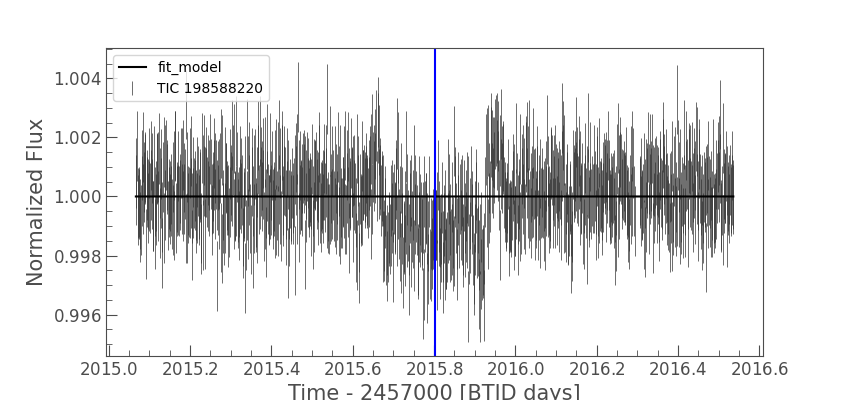 fit_model
TIC 198588220
1.004
1.002
1.000
0.998
0.996
Normalized Flux
2015.0 2015.2 2015.4 2015.6 2015.8 2016.0 2016.2 2016.4 2016.6
Time - 2457000 [BTJD days]